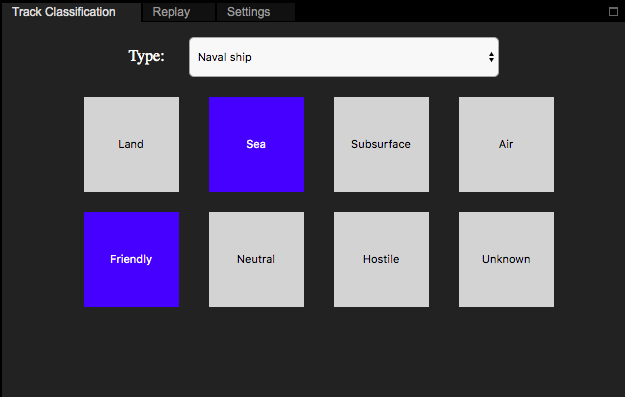 Track Classification Replay Settings
Type: Naval ship
Land Sea Subsurface Air
Friendly Neutral Hostile Unknown